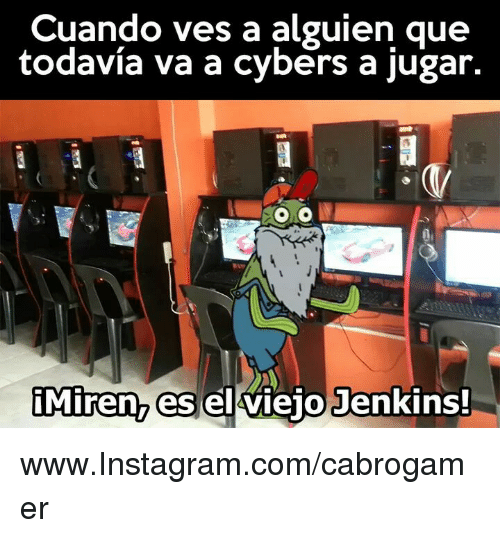 Cuando ves a alguien que
todavía va a cybers a jugar.
¡Miren, es el viejo Jenkins!
www.Instagram.com/cabrogam
er